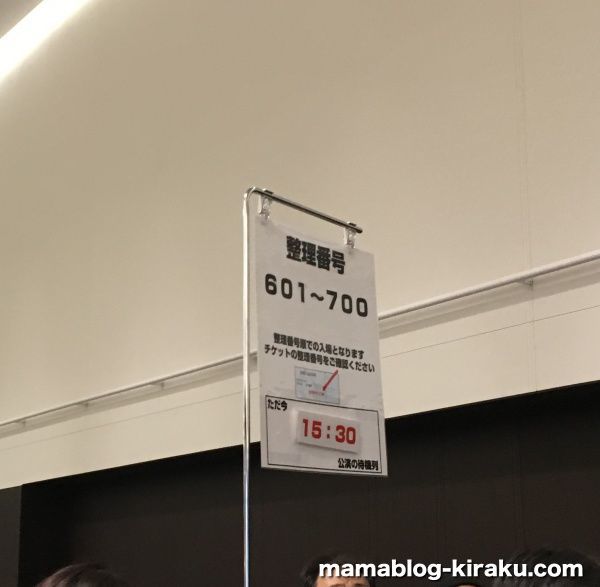 整理番号
601～700
整理番号順での入場となります
チケットの整理番号をご確認ください
ただ今
15：30
公演の待機列
mamablog-kiraku.com